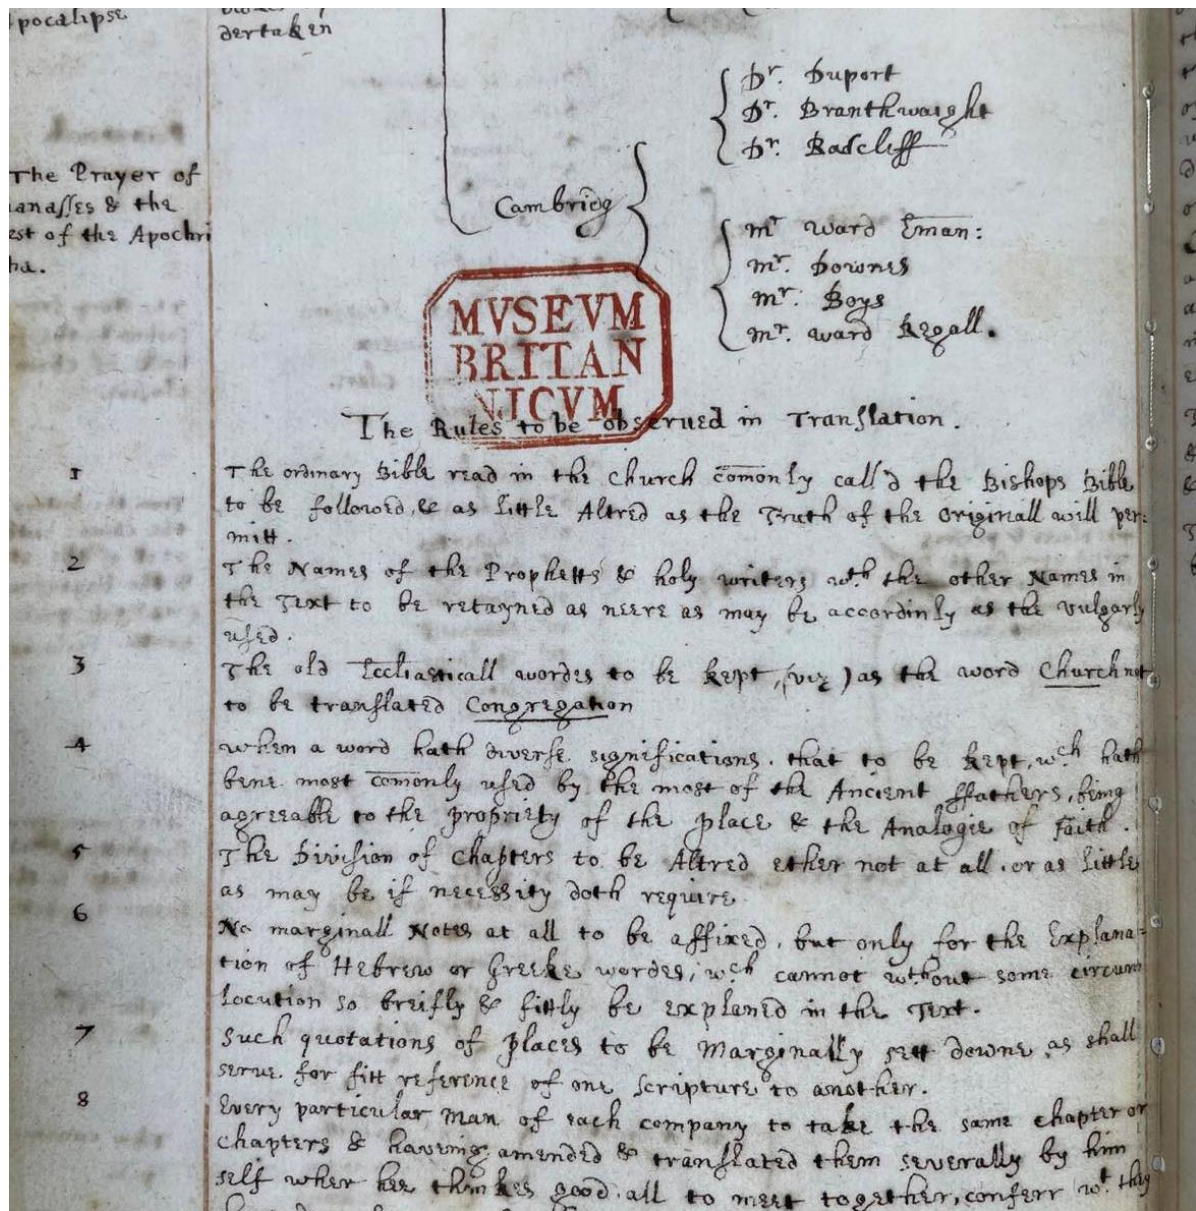 pocalipse
dertaken
Dr. Duport
Dr. Branthwaight
Dr. Radcliff
The Prayer of
anasses & the
est of the Apochri
ha.
Cambridg
mr ward Eman:
mr. Downes
mr. Boys
mr. ward Regall.
MVSEVM
BRITAN
NICVM
The Rules to be observed in Translation.
1 The ordinary Bible read in the Church comonly call'd the Bishops Bible
to be followed, & as little Altred as the Truth of the originall will per:
mitt.
2 The Names of the Prophetts & holy writers wth the other Names in
the Text to be retayned as neere as may be accordinly as the vulgarly
used.
3 The old Eccliasticall wordes to be kept, (viz) as the word Church not
to be translated Congregation
4 when a word hath diverse significations. that to be kept, wch hath
bene most comonly used by the most of the Ancient ffathers, being
agreeable to the propriety of the place & the Analogie of faith.
5 The Division of Chapters to be Altred ether not at all. or as little
as may be if necessity doth require.
6 No marginall Notes at all to be affixed. but only for the Explana=
tion of Hebrew or Greeke wordes, wch cannot wthout some circum
locution so breifly & fittly be explaned in the Text.
7 Such quotations of places to be Marginally sett downe as shall
serve for fitt reference of one scripture to another.
8 Every particular man of each company to take the same chapter or
Chapters & haveing amended & translated them severally by him
self wher hee thinkes good. all to meet together, conferr wt they